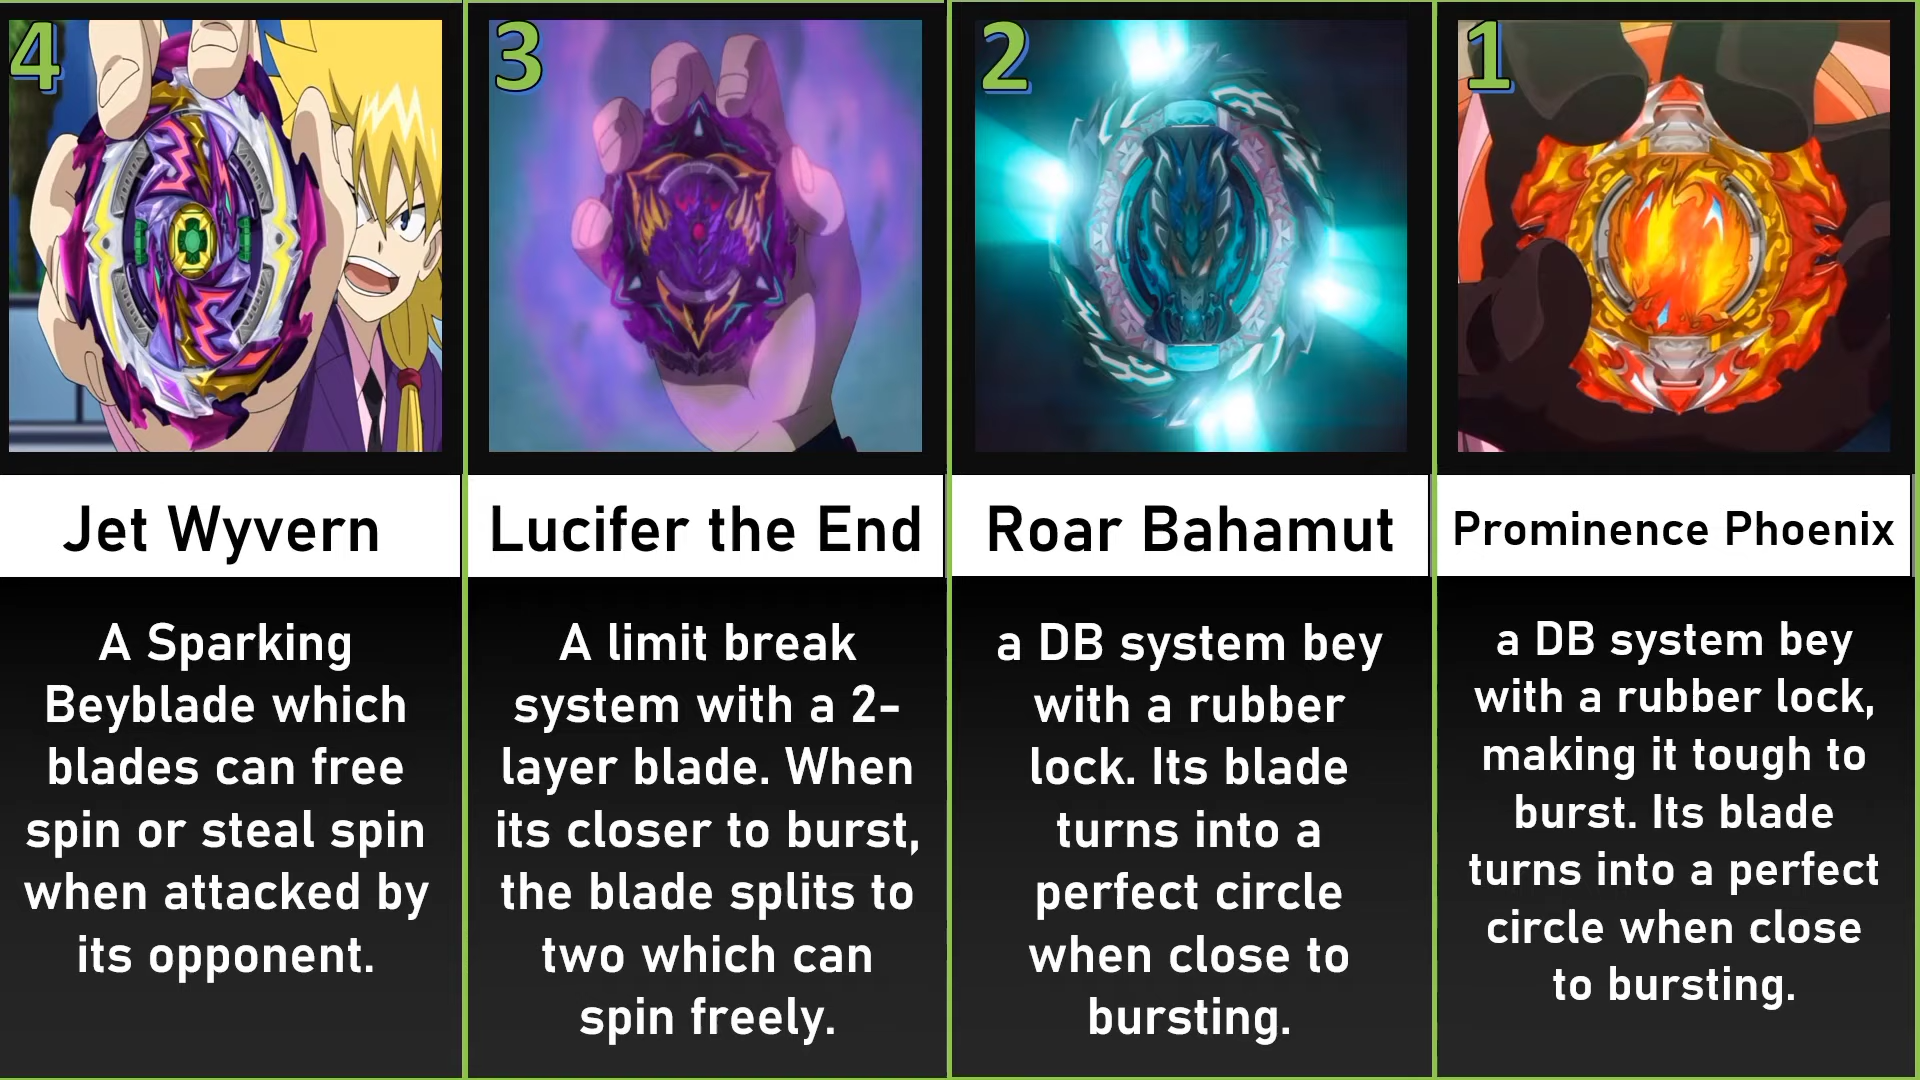 4
Jet Wyvern
A Sparking
Beyblade which
blades can free
spin or steal spin
when attacked by
its opponent.
3
Lucifer the End
A limit break
system with a 2-
layer blade. When
its closer to burst,
the blade splits to
two which can
spin freely.
2
Roar Bahamut
a DB system bey
with a rubber
lock. Its blade
turns into a
perfect circle
when close to
bursting.
1
Prominence Phoenix
a DB system bey
with a rubber lock,
making it tough to
burst. Its blade
turns into a perfect
circle when close
to bursting.